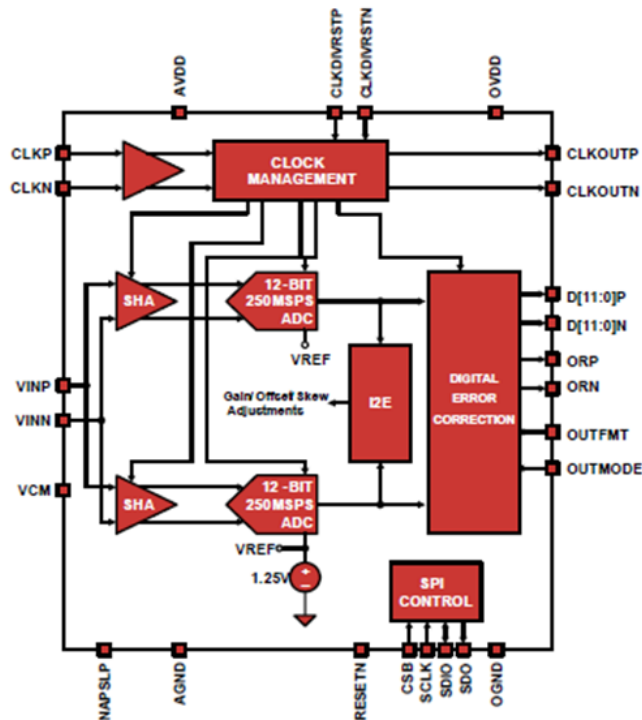 AVDD
CLKDIVRSTP
CLKDIVRSTN
OVDD
CLKP
CLKN
CLOCK
MANAGEMENT
CLKOUTP
CLKOUTN
SHA
12-BIT
250MSPS
ADC
VREF
D[11:0]P
D[11:0]N
ORP
ORN
OUTFMT
OUTMODE
DIGITAL
ERROR
CORRECTION
I2E
Gain/ Offset Skew
Adjustments
VINP
VINN
VCM
SHA
12 -BIT
250MSPS
ADC
VREF
+
−
1.25V
SPI
CONTROL
NAPSLP
AGND
RESETN
CSB
SCLK
SDIO
SDO
OGND